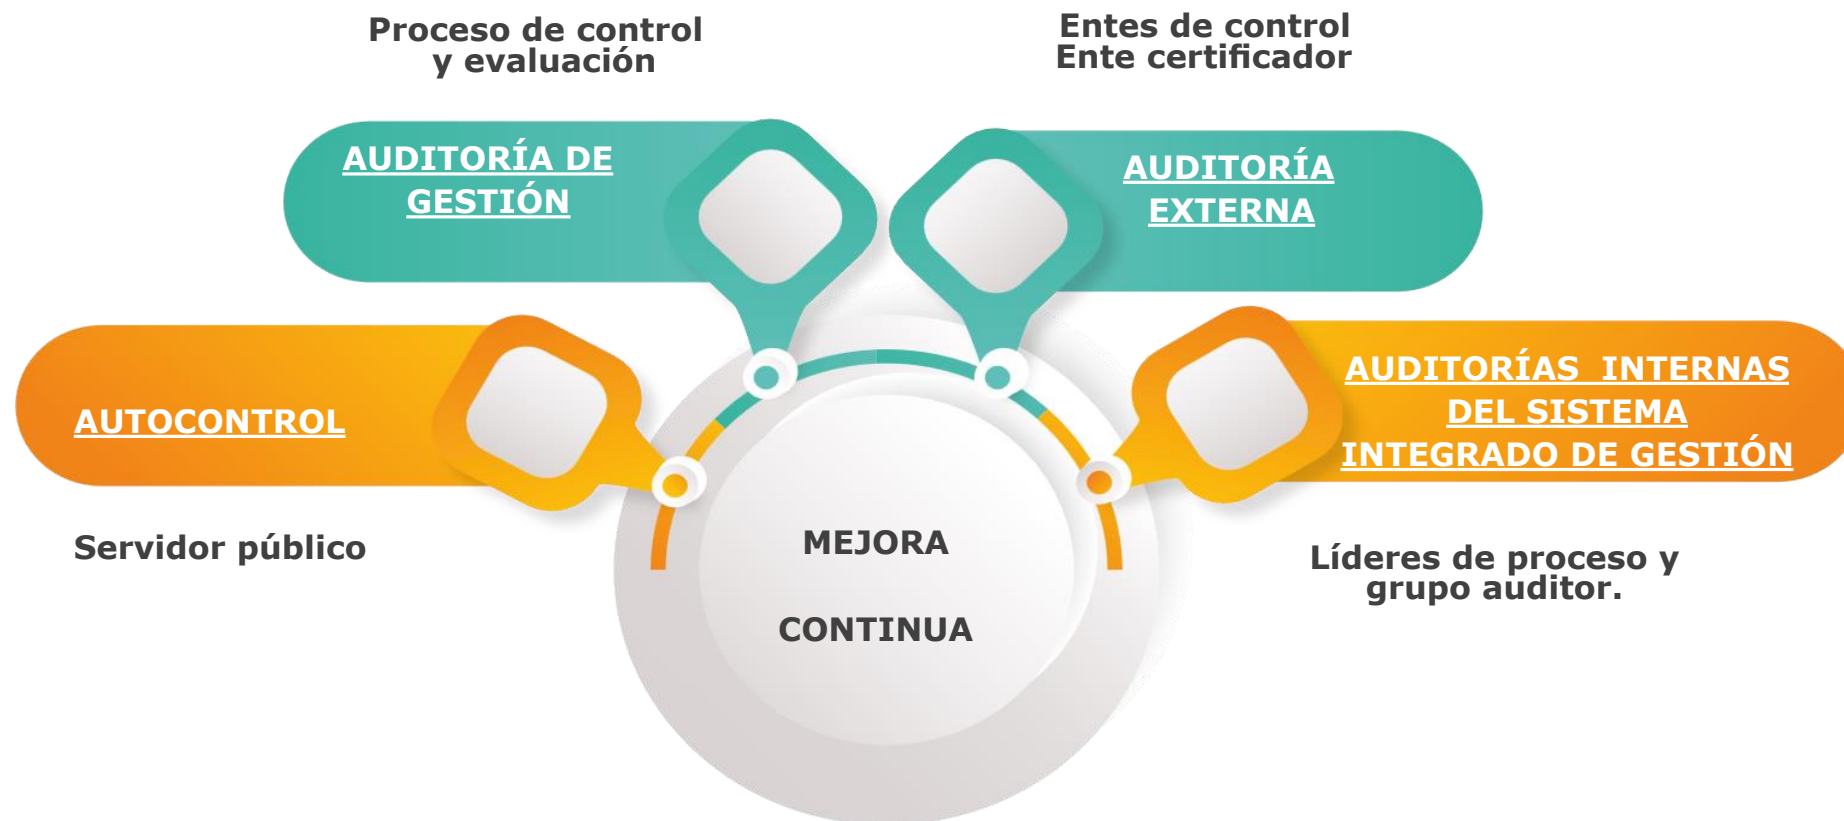 Proceso de control
y evaluación
Entes de control
Ente certificador
AUDITORÍA DE
GESTIÓN
AUDITORÍA
EXTERNA
AUTOCONTROL
AUDITORÍAS  INTERNAS
DEL SISTEMA
INTEGRADO DE GESTIÓN
Servidor público
MEJORA
CONTINUA
Líderes de proceso y
grupo auditor.